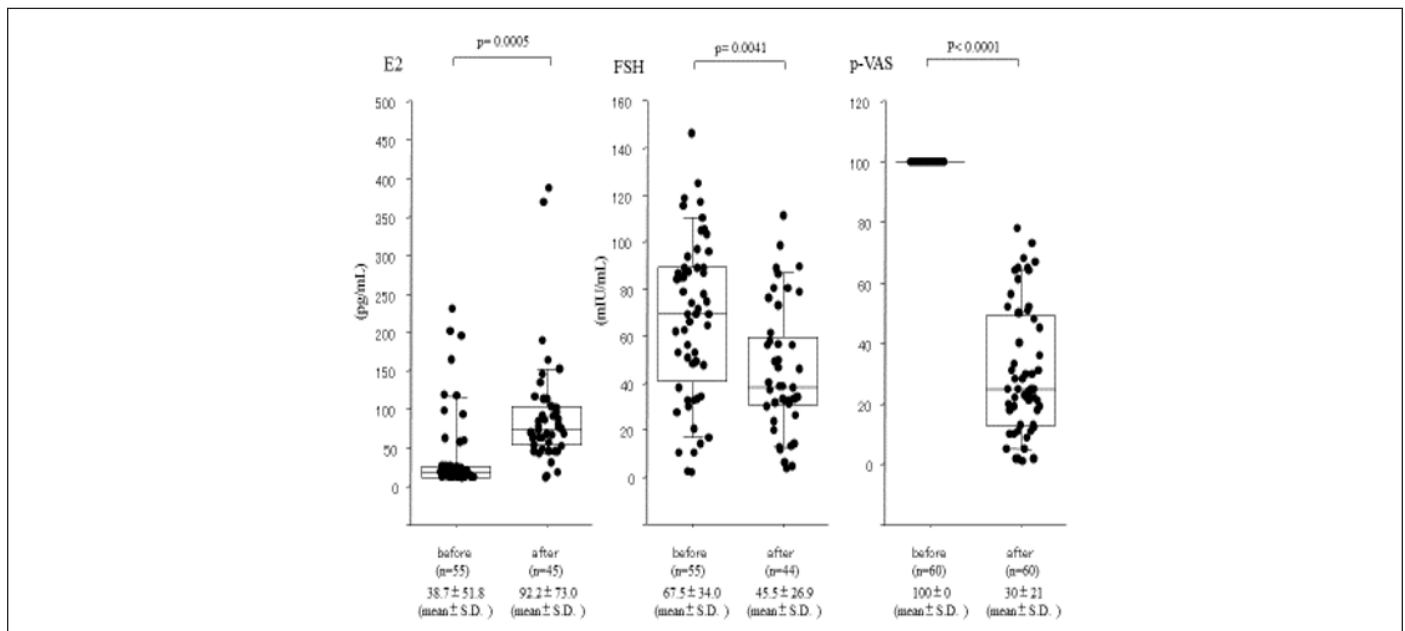 p= 0.0005
p= 0.0041
P< 0.0001
E2
FSH
p-VAS
500
450
400
350
300
250
200
150
100
50
0
(pg/mL)
160
140
120
100
80
60
40
20
0
(mIU/mL)
120
100
80
60
40
20
0
before
(n=55)
38.7±51.8
(mean±S.D. )
after
(n=45)
92.2±73.0
(mean±S.D. )
before
(n=55)
67.5±34.0
(mean±S.D. )
after
(n=44)
45.5±26.9
(mean±S.D. )
before
(n=60)
100±0
(mean±S.D. )
after
(n=60)
30±21
(mean±S.D. )